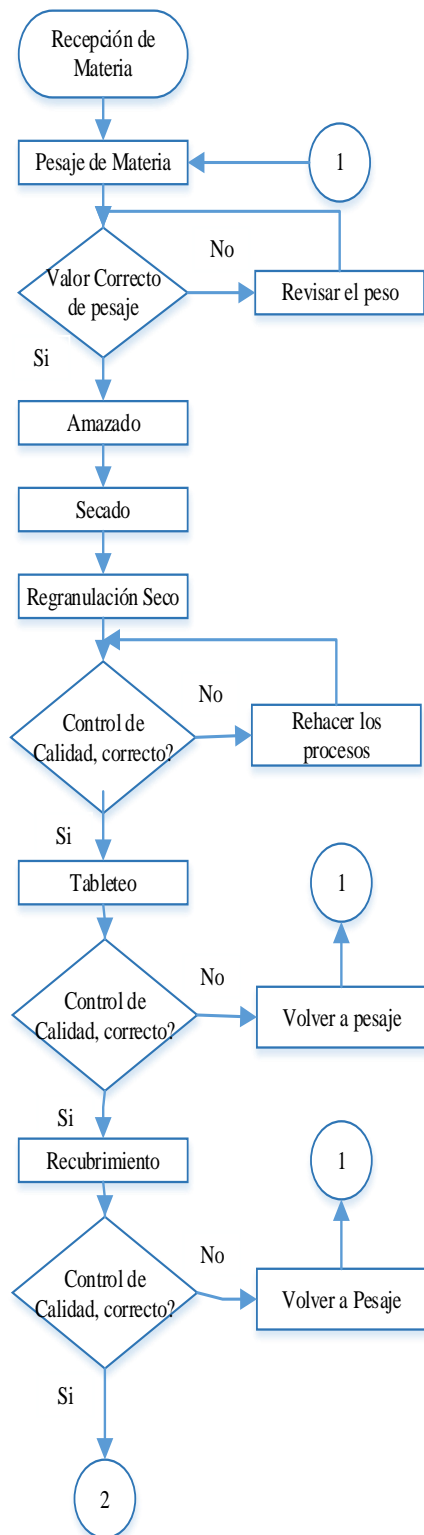 Recepción de
Materia
Pesaje de Materia
1
No
Valor Correcto
de pesaje
Revisar el peso
Si
Amazado
Secado
Regranulación Seco
No
Control de
Calidad, correcto?
Rehacer los
procesos
Si
Tableteo
1
No
Control de
Calidad, correcto?
Volver a pesaje
Si
Recubrimiento
1
No
Control de
Calidad, correcto?
Volver a Pesaje
Si
2